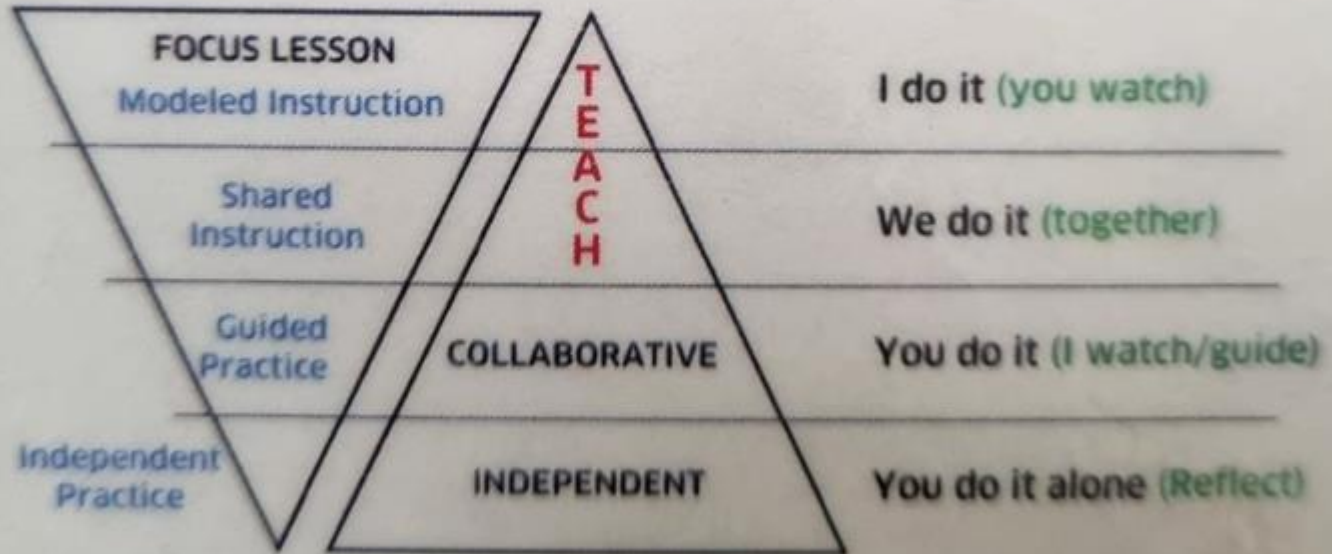 FOCUS LESSON
Modeled Instruction
Shared
Instruction
Guided
Practice
Independent
Practice
TEACH
COLLABORATIVE
INDEPENDENT
I do it (you watch)
We do it (together)
You do it (I watch/guide)
You do it alone (Reflect)